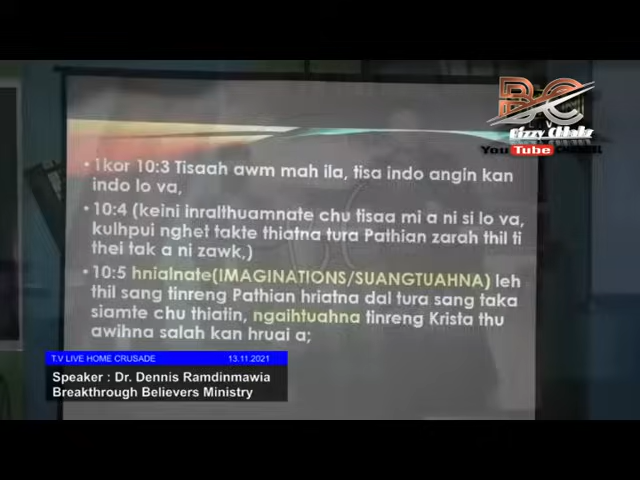 BC
Bizzy CHhakz
YouTube CHANNEL
• 1kor 10:3 Tisaah awm mah ila, tisa indo angin kan
indo lo va,
• 10:4 (keini inralthuamnate chu tisaa mi a ni si lo va,
kulhpui nghet takte thiatna tura Pathian zarah thil ti
thei tak a ni zawk,)
• 10:5 hnialnate(IMAGINATIONS/SUANGTUAHNA) leh
thil sang tinreng Pathian hriatna dal tura sang taka
siamte chu thiatin, ngaihtuahna tinreng Krista thu
awihna salah kan hruai a;
T.V LIVE HOME CRUSADE 13.11.2021
Speaker : Dr. Dennis Ramdinmawia
Breakthrough Believers Ministry